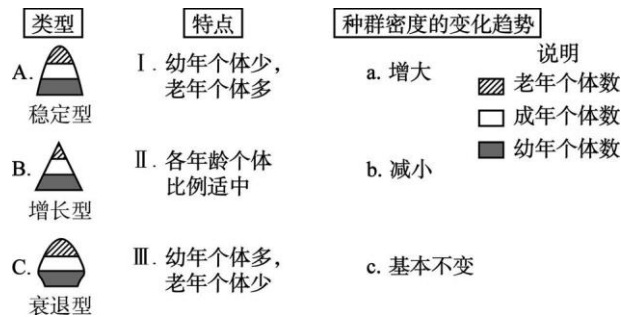 类型 特点 种群密度的变化趋势
说明
A. Ⅰ. 幼年个体少, a. 增大
老年个体多
老年个体数
稳定型
成年个体数
B. Ⅱ. 各年龄个体 b. 减小
比例适中
幼年个体数
增长型
C. Ⅲ. 幼年个体多, c. 基本不变
老年个体少
衰退型